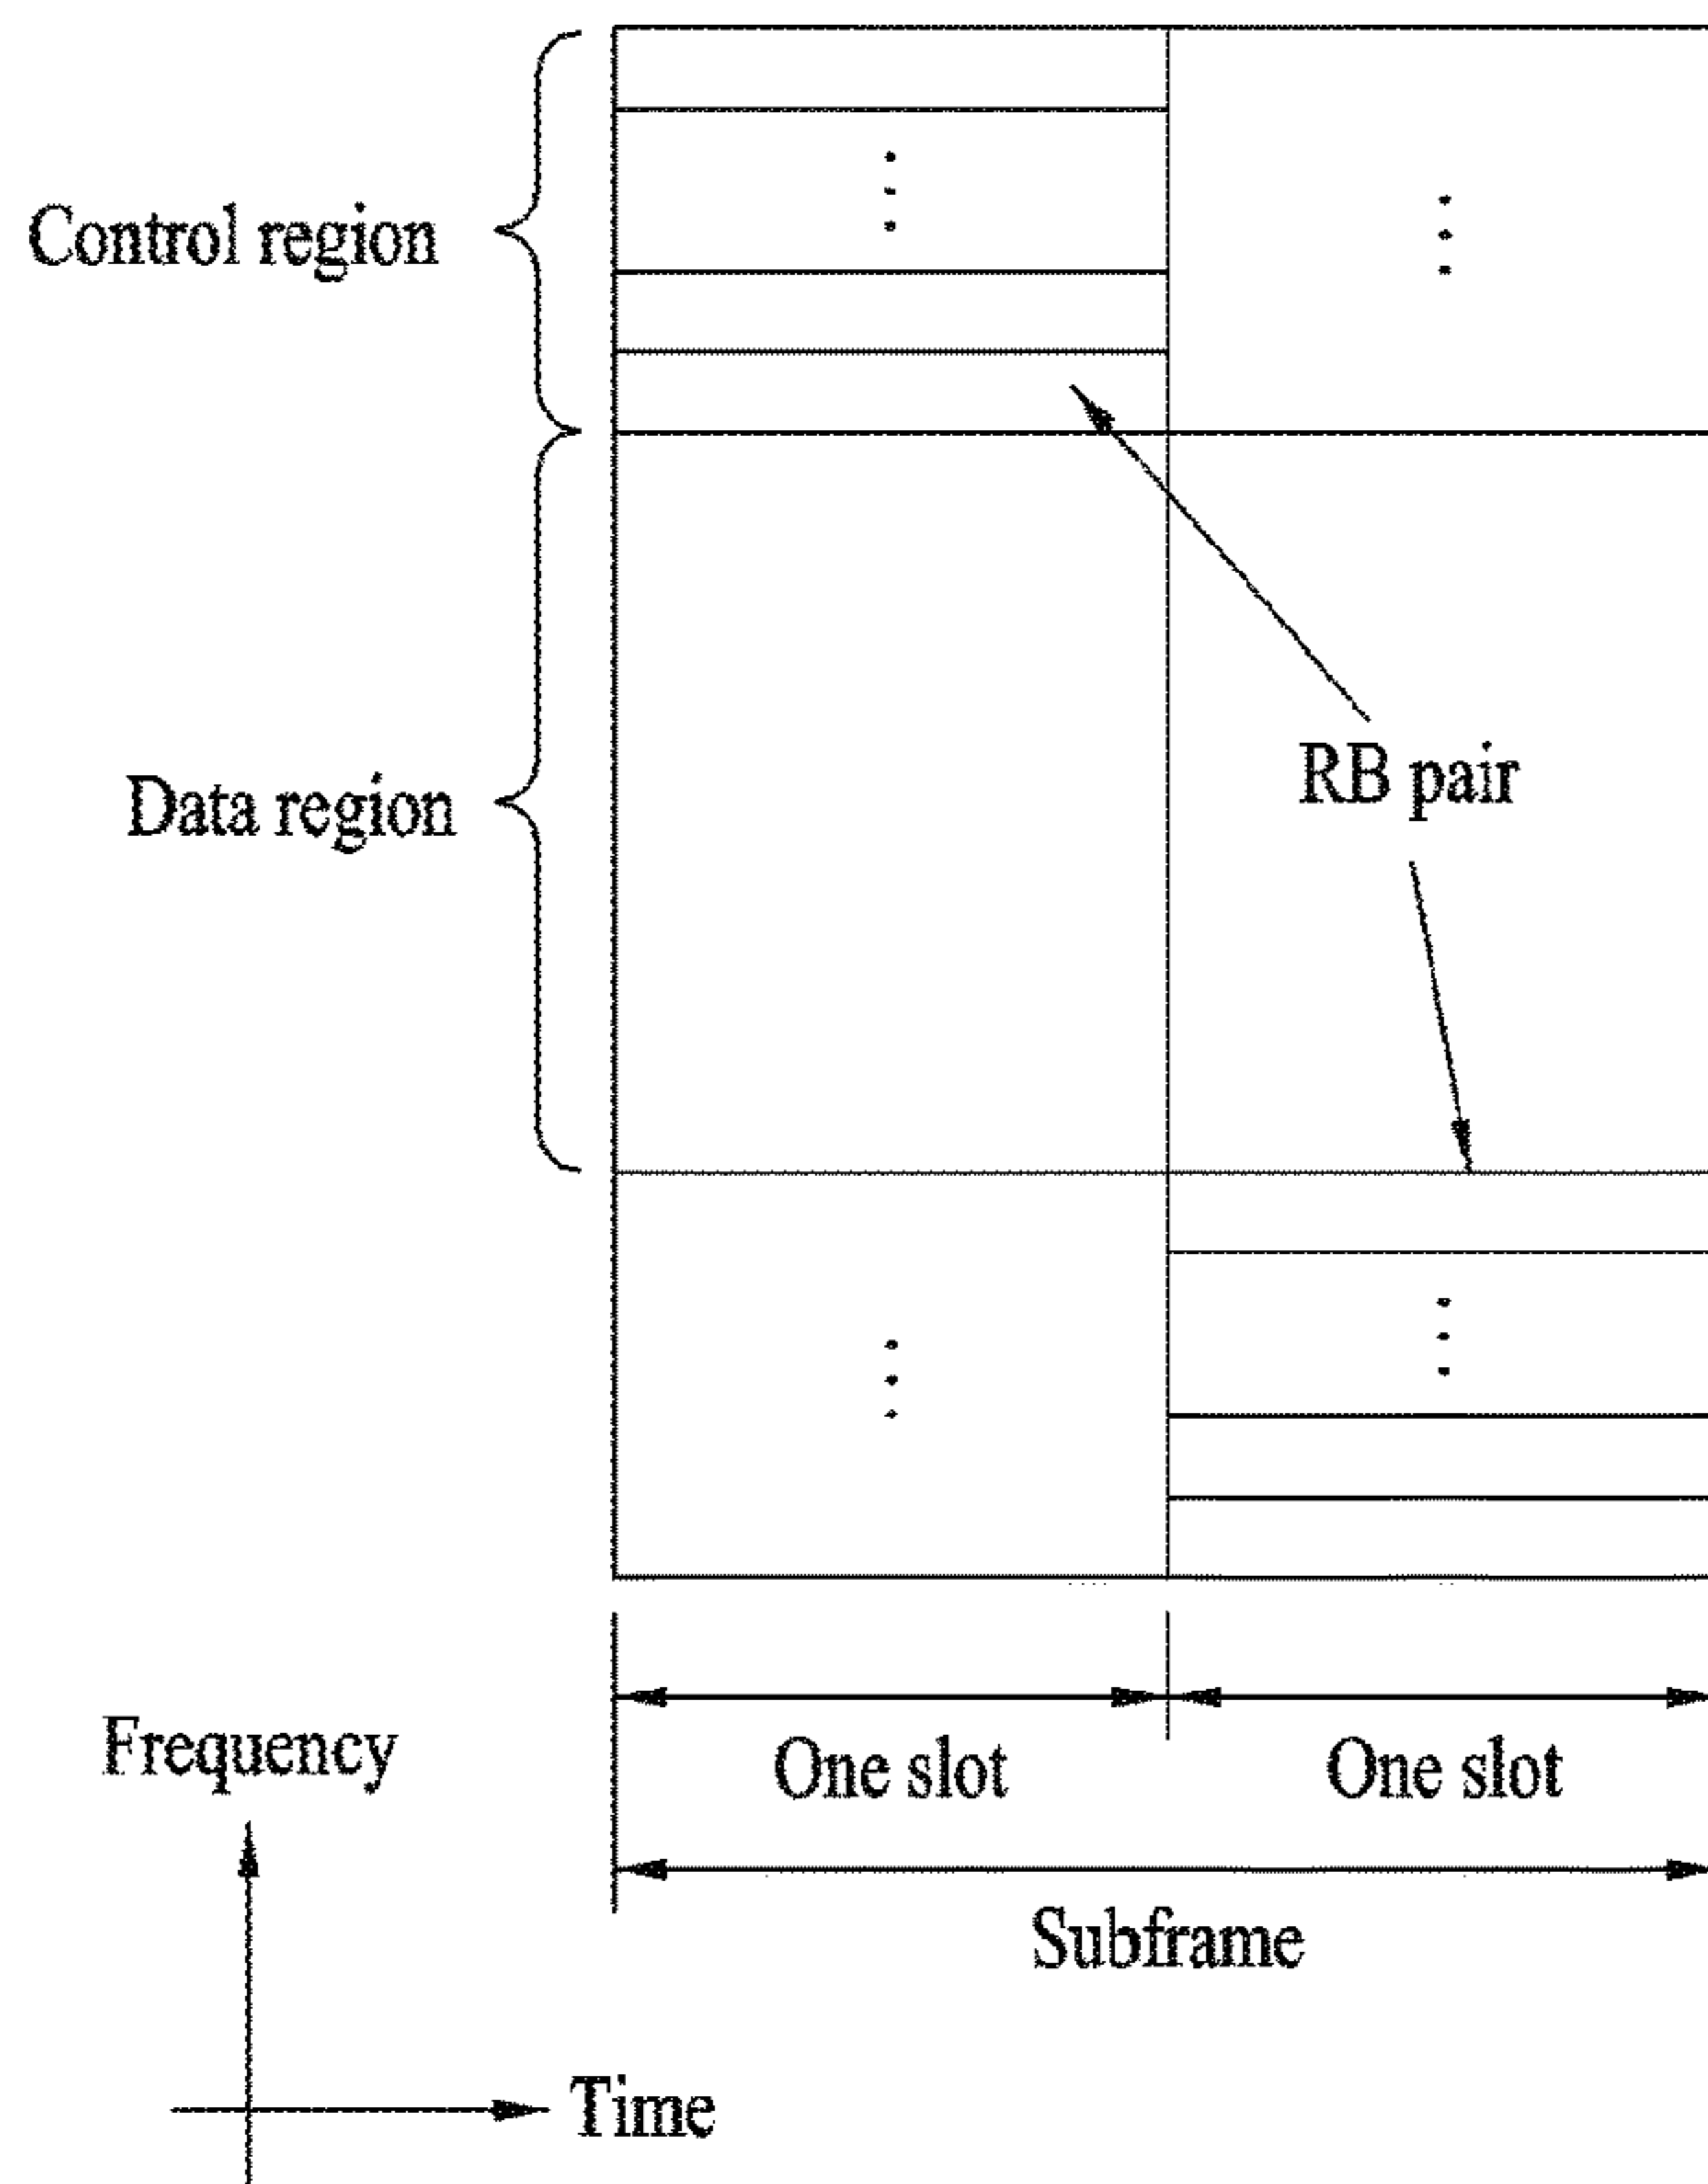 Control region
Data region
RB pair
One slot
One slot
Subframe
Frequency
Time